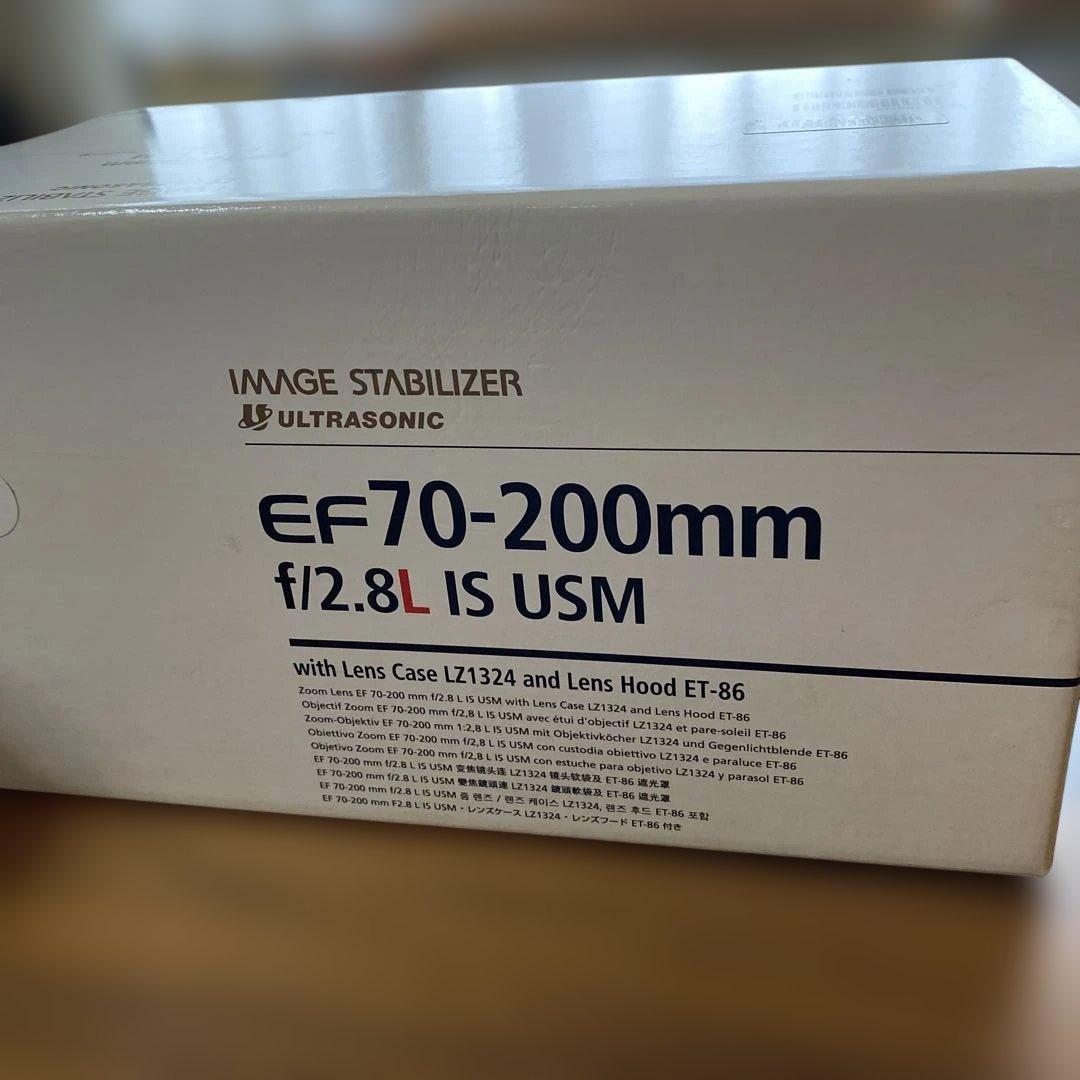 IMAGE STABILIZER
ULTRASONIC
EF70-200mm
f/2.8L IS USM
with Lens Case LZ1324 and Lens Hood ET-86
Zoom Lens EF 70-200 mm f/2.8 L IS USM with Lens Case LZ1324 and Lens Hood ET-86
Objectif Zoom EF 70-200 mm f/2,8 L IS USM avec étui d'objectif LZ1324 et pare-soleil ET-86
Zoom-Objektiv EF 70-200 mm 1:2,8 L IS USM mit Objektivköcher LZ1324 und Gegenlichtblende ET-86
Obiettivo Zoom EF 70-200 mm f/2,8 L IS USM con custodia obiettivo LZ1324 e paraluce ET-86
Objetivo Zoom EF 70-200 mm f/2,8 L IS USM con estuche para objetivo LZ1324 y parasol ET-86
EF 70-200 mm f/2.8 L IS USM 变焦镜头连 LZ1324 镜头软袋及 ET-86 遮光罩
EF 70-200 mm f/2.8 L IS USM 變焦鏡頭連 LZ1324 鏡頭軟袋及 ET-86 遮光罩
EF 70-200 mm f/2.8 L IS USM 줌 렌즈 / 렌즈 케이스 LZ1324, 렌즈 후드 ET-86 포함
EF 70-200 mm F2.8 L IS USM・レンズケース LZ1324・レンズフード ET-86 付き